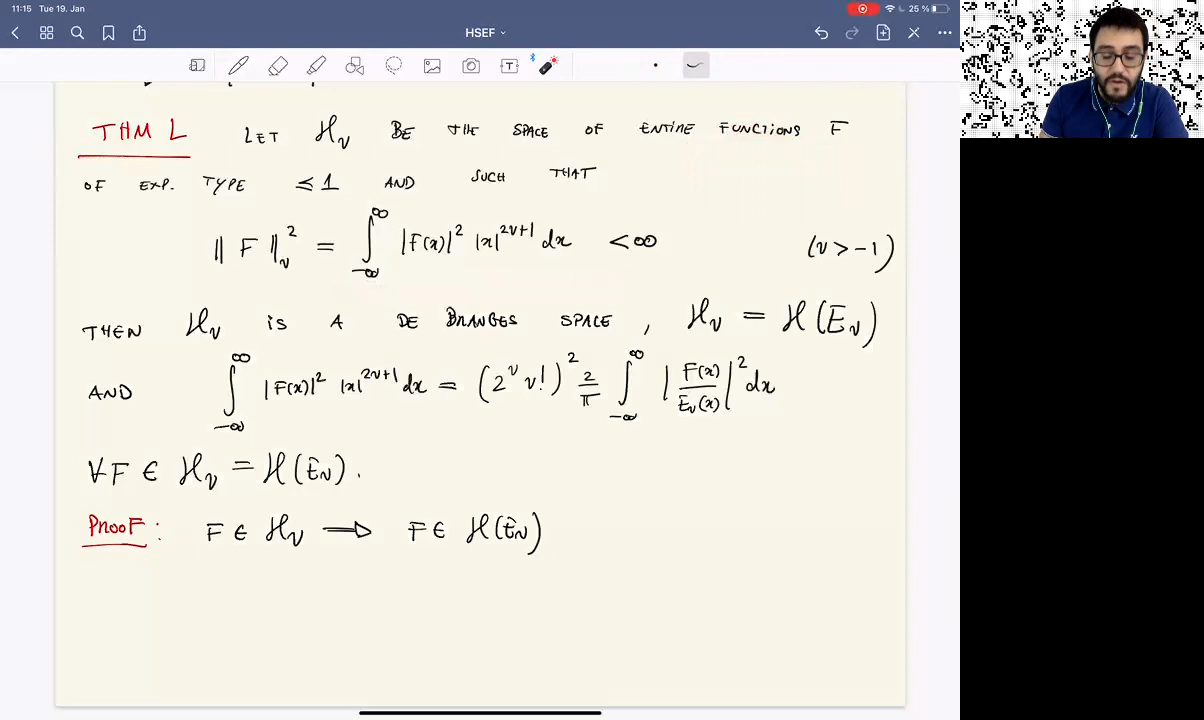 11:15 Tue 19. Jan 25 %
HSEF
THM L LET ℋ_ν BE THE SPACE OF ENTIRE FUNCTIONS F
OF EXP. TYPE ≤ 1 AND SUCH THAT
‖F‖_ν^2 = ∫_{-∞}^{∞} |F(x)|^2 |x|^{2ν+1} dx < ∞ (ν > -1)
THEN ℋ_ν IS A DE BRANGES SPACE, ℋ_ν = ℋ(E_ν)
AND ∫_{-∞}^{∞} |F(x)|^2 |x|^{2ν+1} dx = (2^ν ν!)^2 2/π ∫_{-∞}^{∞} |F(x)/E_ν(x)|^2 dx
∀F ∈ ℋ_ν = ℋ(E_ν).
PROOF: F ∈ ℋ_ν ⟹ F ∈ ℋ(E_ν)